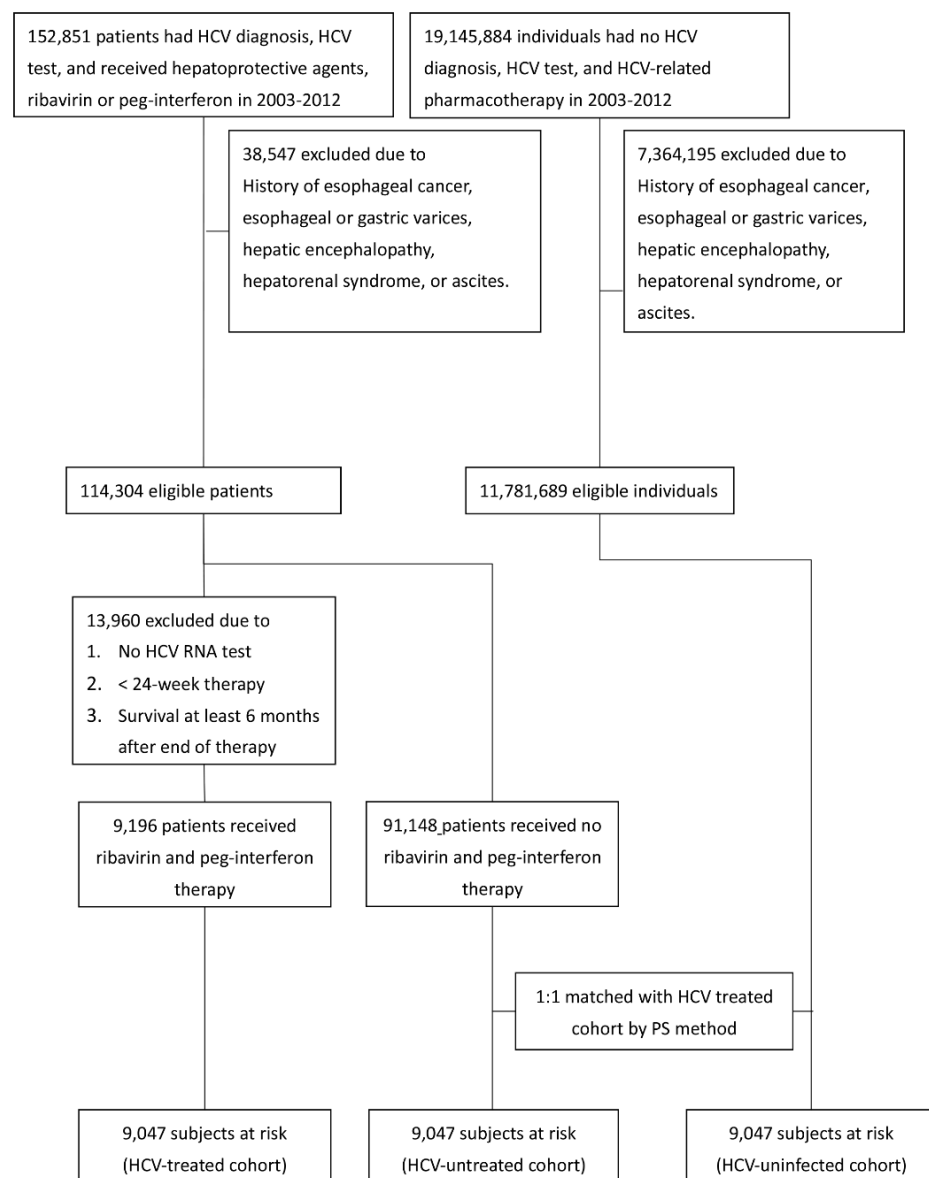 152,851 patients had HCV diagnosis, HCV
test, and received hepatoprotective agents,
ribavirin or peg-interferon in 2003-2012
19,145,884 individuals had no HCV
diagnosis, HCV test, and HCV-related
pharmacotherapy in 2003-2012
38,547 excluded due to
History of esophageal cancer,
esophageal or gastric varices,
hepatic encephalopathy,
hepatorenal syndrome, or ascites.
7,364,195 excluded due to
History of esophageal cancer,
esophageal or gastric varices,
hepatic encephalopathy,
hepatorenal syndrome, or
ascites.
114,304 eligible patients
11,781,689 eligible individuals
13,960 excluded due to
1. No HCV RNA test
2. < 24-week therapy
3. Survival at least 6 months
after end of therapy
9,196 patients received
ribavirin and peg-interferon
therapy
91,148 patients received no
ribavirin and peg-interferon
therapy
1:1 matched with HCV treated
cohort by PS method
9,047 subjects at risk
(HCV-treated cohort)
9,047 subjects at risk
(HCV-untreated cohort)
9,047 subjects at risk
(HCV-uninfected cohort)